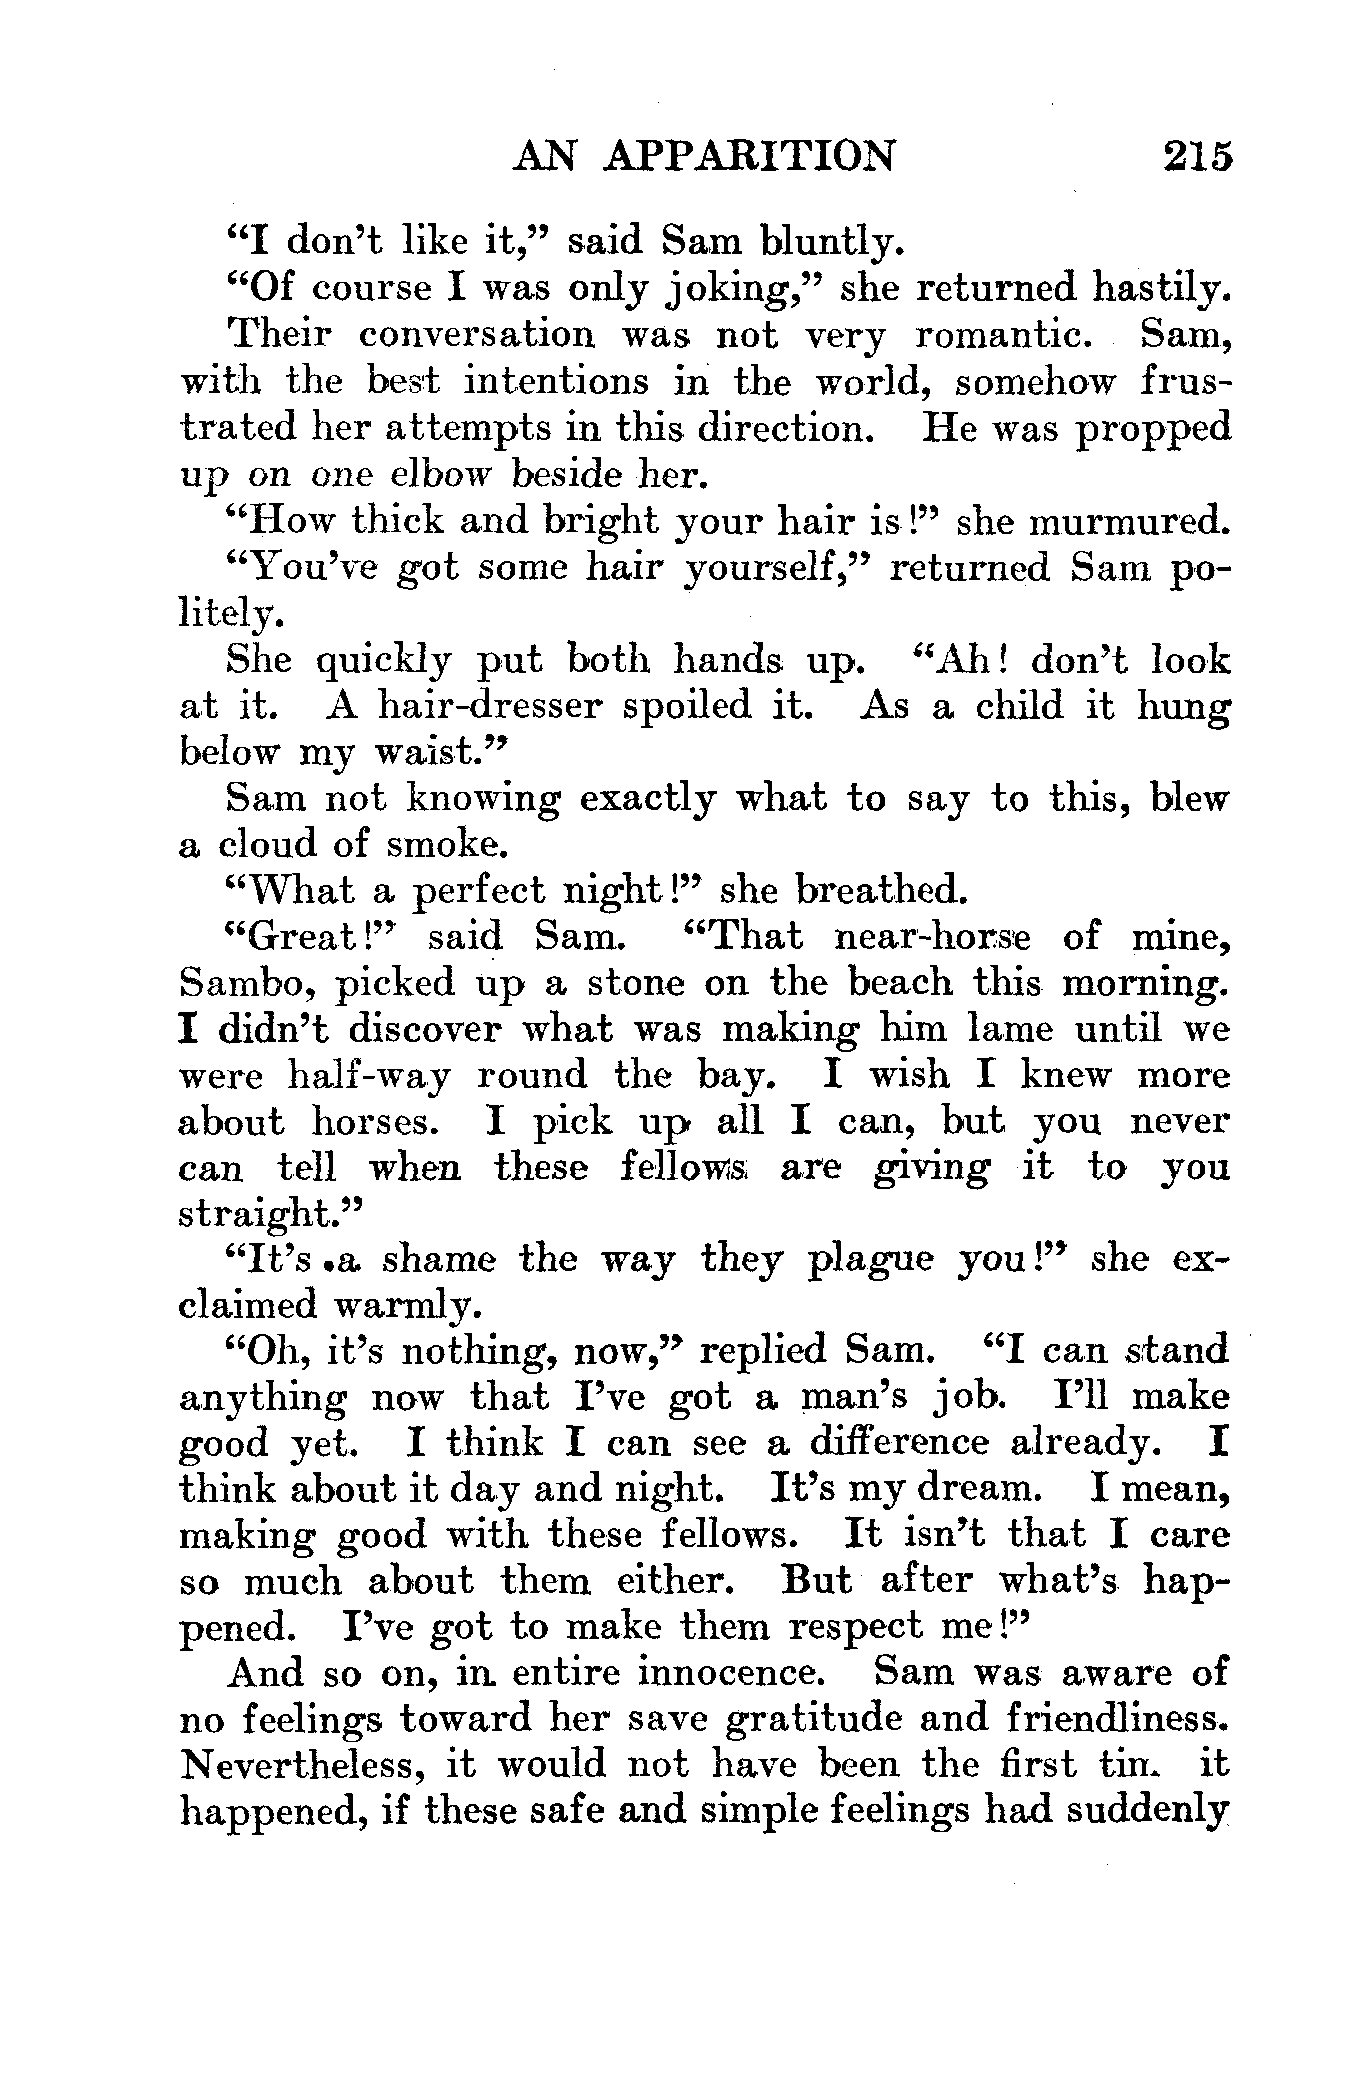 AN APPARITION 215
“I don’t like it,” said Sam bluntly.
“Of course I was only joking,” she returned hastily.
Their conversation was not very romantic. Sam,
with the best intentions in the world, somehow frus-
trated her attempts in this direction. He was propped
up on one elbow beside her.
“How thick and bright your hair is!” she murmured.
“You’ve got some hair yourself,” returned Sam po-
litely.
She quickly put both hands up. “Ah! don’t look
at it. A hair-dresser spoiled it. As a child it hung
below my waist.”
Sam not knowing exactly what to say to this, blew
a cloud of smoke.
“What a perfect night!” she breathed.
“Great!” said Sam. “That near-horse of mine,
Sambo, picked up a stone on the beach this morning.
I didn’t discover what was making him lame until we
were half-way round the bay. I wish I knew more
about horses. I pick up all I can, but you never
can tell when these fellows are giving it to you
straight.”
“It’s a shame the way they plague you!” she ex-
claimed warmly.
“Oh, it’s nothing, now,” replied Sam. “I can stand
anything now that I’ve got a man’s job. I’ll make
good yet. I think I can see a difference already. I
think about it day and night. It’s my dream. I mean,
making good with these fellows. It isn’t that I care
so much about them either. But after what’s hap-
pened. I’ve got to make them respect me!”
And so on, in entire innocence. Sam was aware of
no feelings toward her save gratitude and friendliness.
Nevertheless, it would not have been the first it
happened, if these safe and simple feelings had suddenly